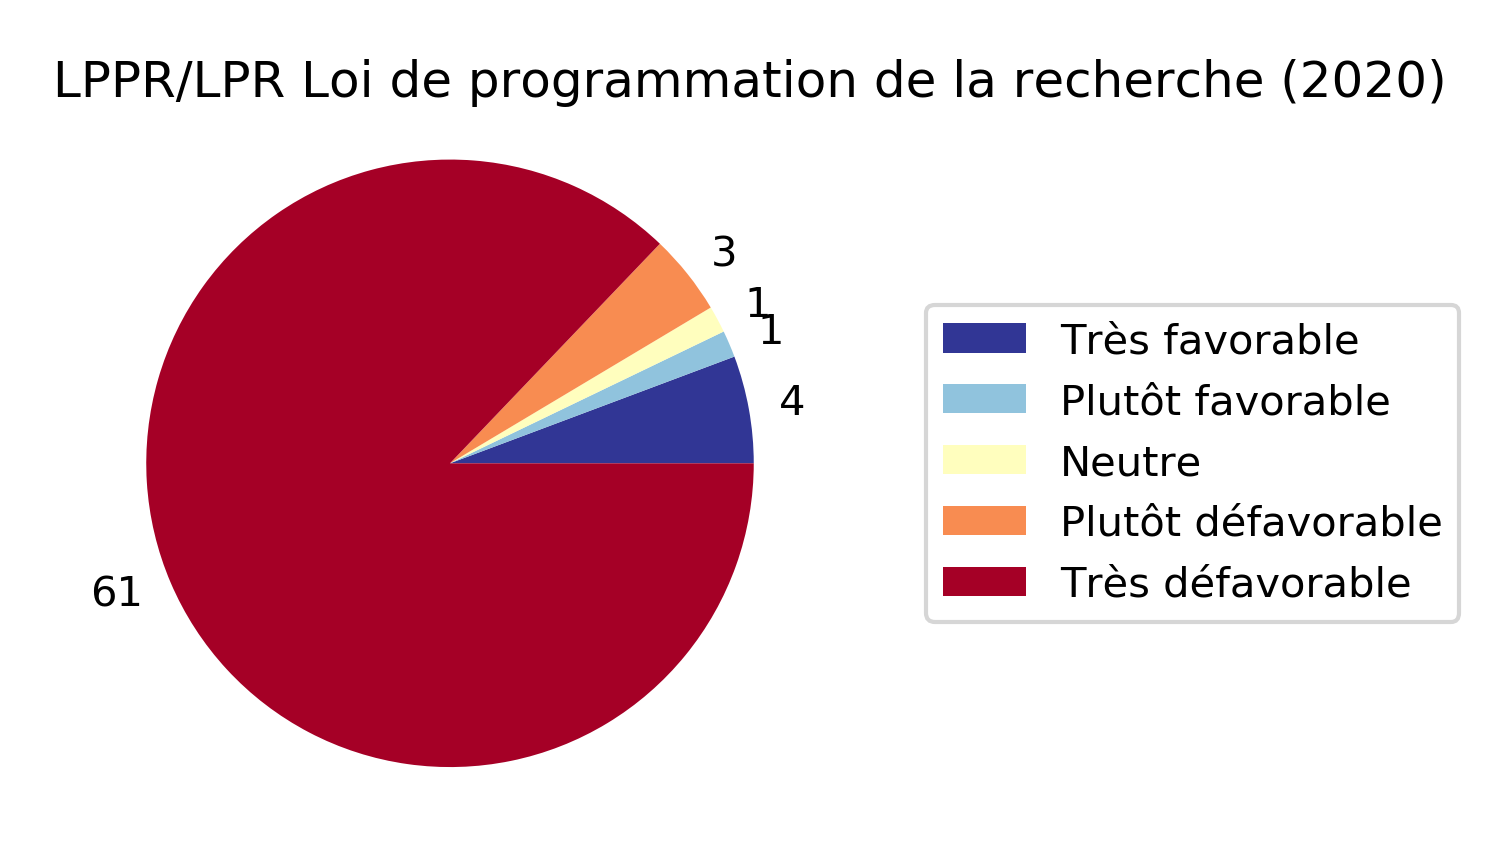 LPPR/LPR Loi de programmation de la recherche (2020)
3
1
1
4
61
Très favorable
Plutôt favorable
Neutre
Plutôt défavorable
Très défavorable